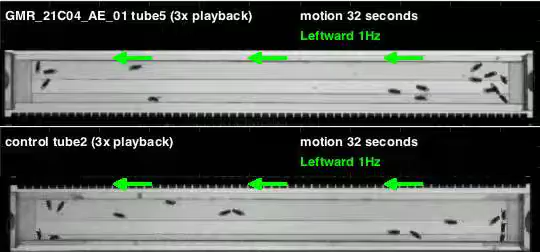 GMR_21C04_AE_01 tube5 (3x playback) motion 32 seconds
Leftward 1Hz
control tube2 (3x playback) motion 32 seconds
Leftward 1Hz